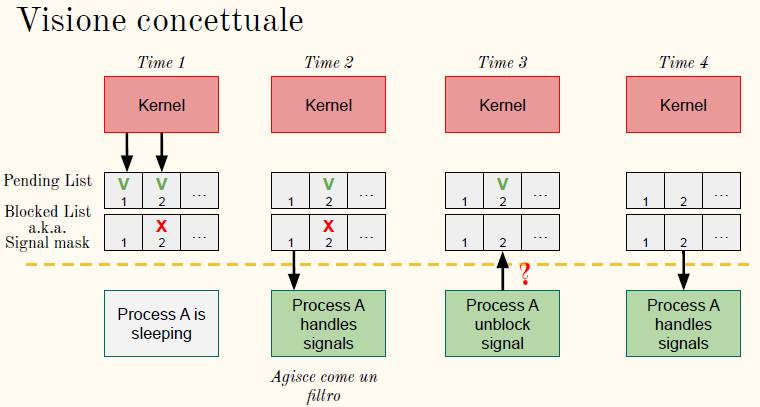 Visione concettuale
Time 1 Time 2 Time 3 Time 4
Kernel Kernel Kernel Kernel
Pending List V V ... V ... V ... ...
1 2 1 2 1 2 1 2
Blocked List
a.k.a. X ... X ... ... ...
Signal mask 1 2 1 2 1 2 1 2
?
Process A is
sleeping
Process A
handles
signals
Process A
unblock
signal
Process A
handles
signals
Agisce come un
filtro